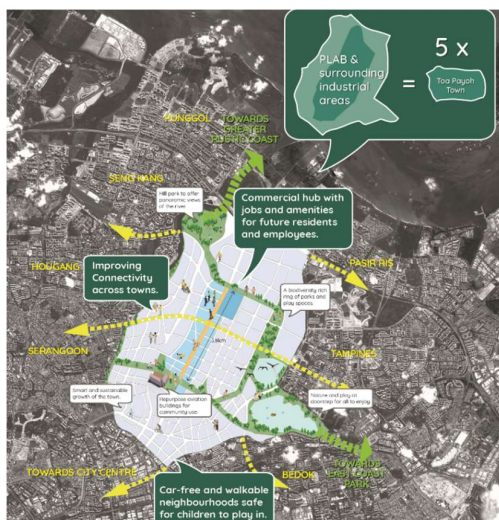 PLAB &
surrounding
industrial
areas
=
5 x
Toa Payoh
Town
PUNGGOL
TOWARDS
GREATER
RUSTIC COAST
SENG KANG
Hill park to offer
panoramic views
of the river.
Commercial hub with
jobs and amenities
for future residents
and employees.
HOUGANG
Improving
Connectivity
across towns.
PASIR RIS
A biodiversity rich
ring of parks and
play spaces.
SERANGOON
TAMPINES
Smart and sustainable
growth of the town.
Repurpose aviation
buildings for
community use.
Nature and play at
doorstep for all to enjoy.
TOWARDS CITY CENTRE
BEDOK
TOWARDS
EAST COAST
PARK
Car-free and walkable
neighbourhoods safe
for children to play in.